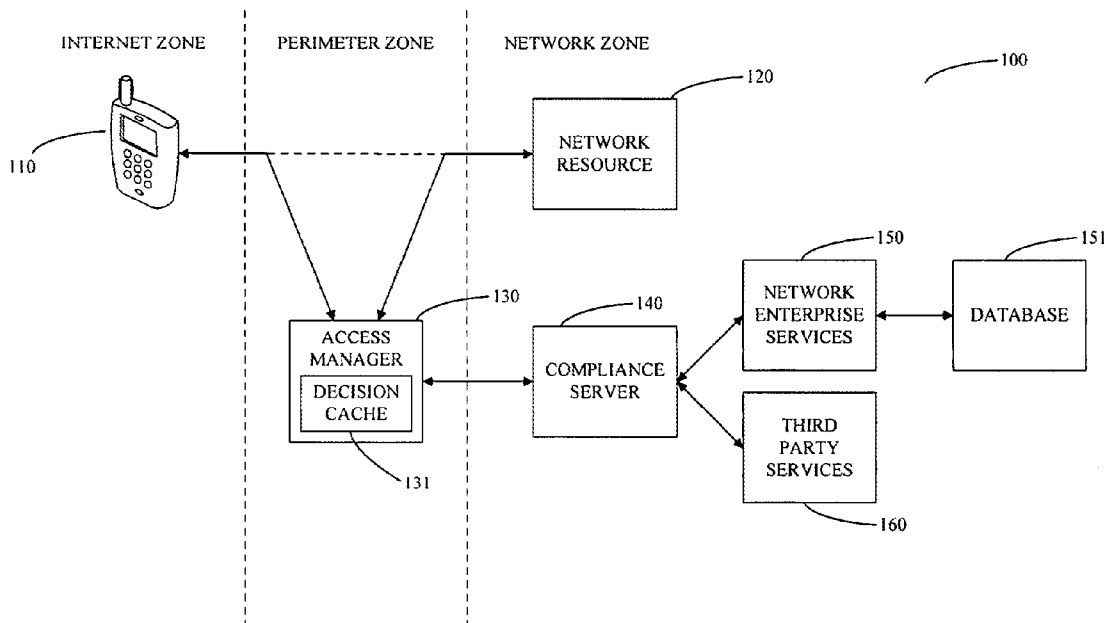 INTERNET ZONE
PERIMETER ZONE
NETWORK ZONE
100
120
NETWORK
RESOURCE
110
150
151
NETWORK
ENTERPRISE
SERVICES
DATABASE
130
140
ACCESS
MANAGER
DECISION
CACHE
COMPLIANCE
SERVER
131
THIRD
PARTY
SERVICES
160